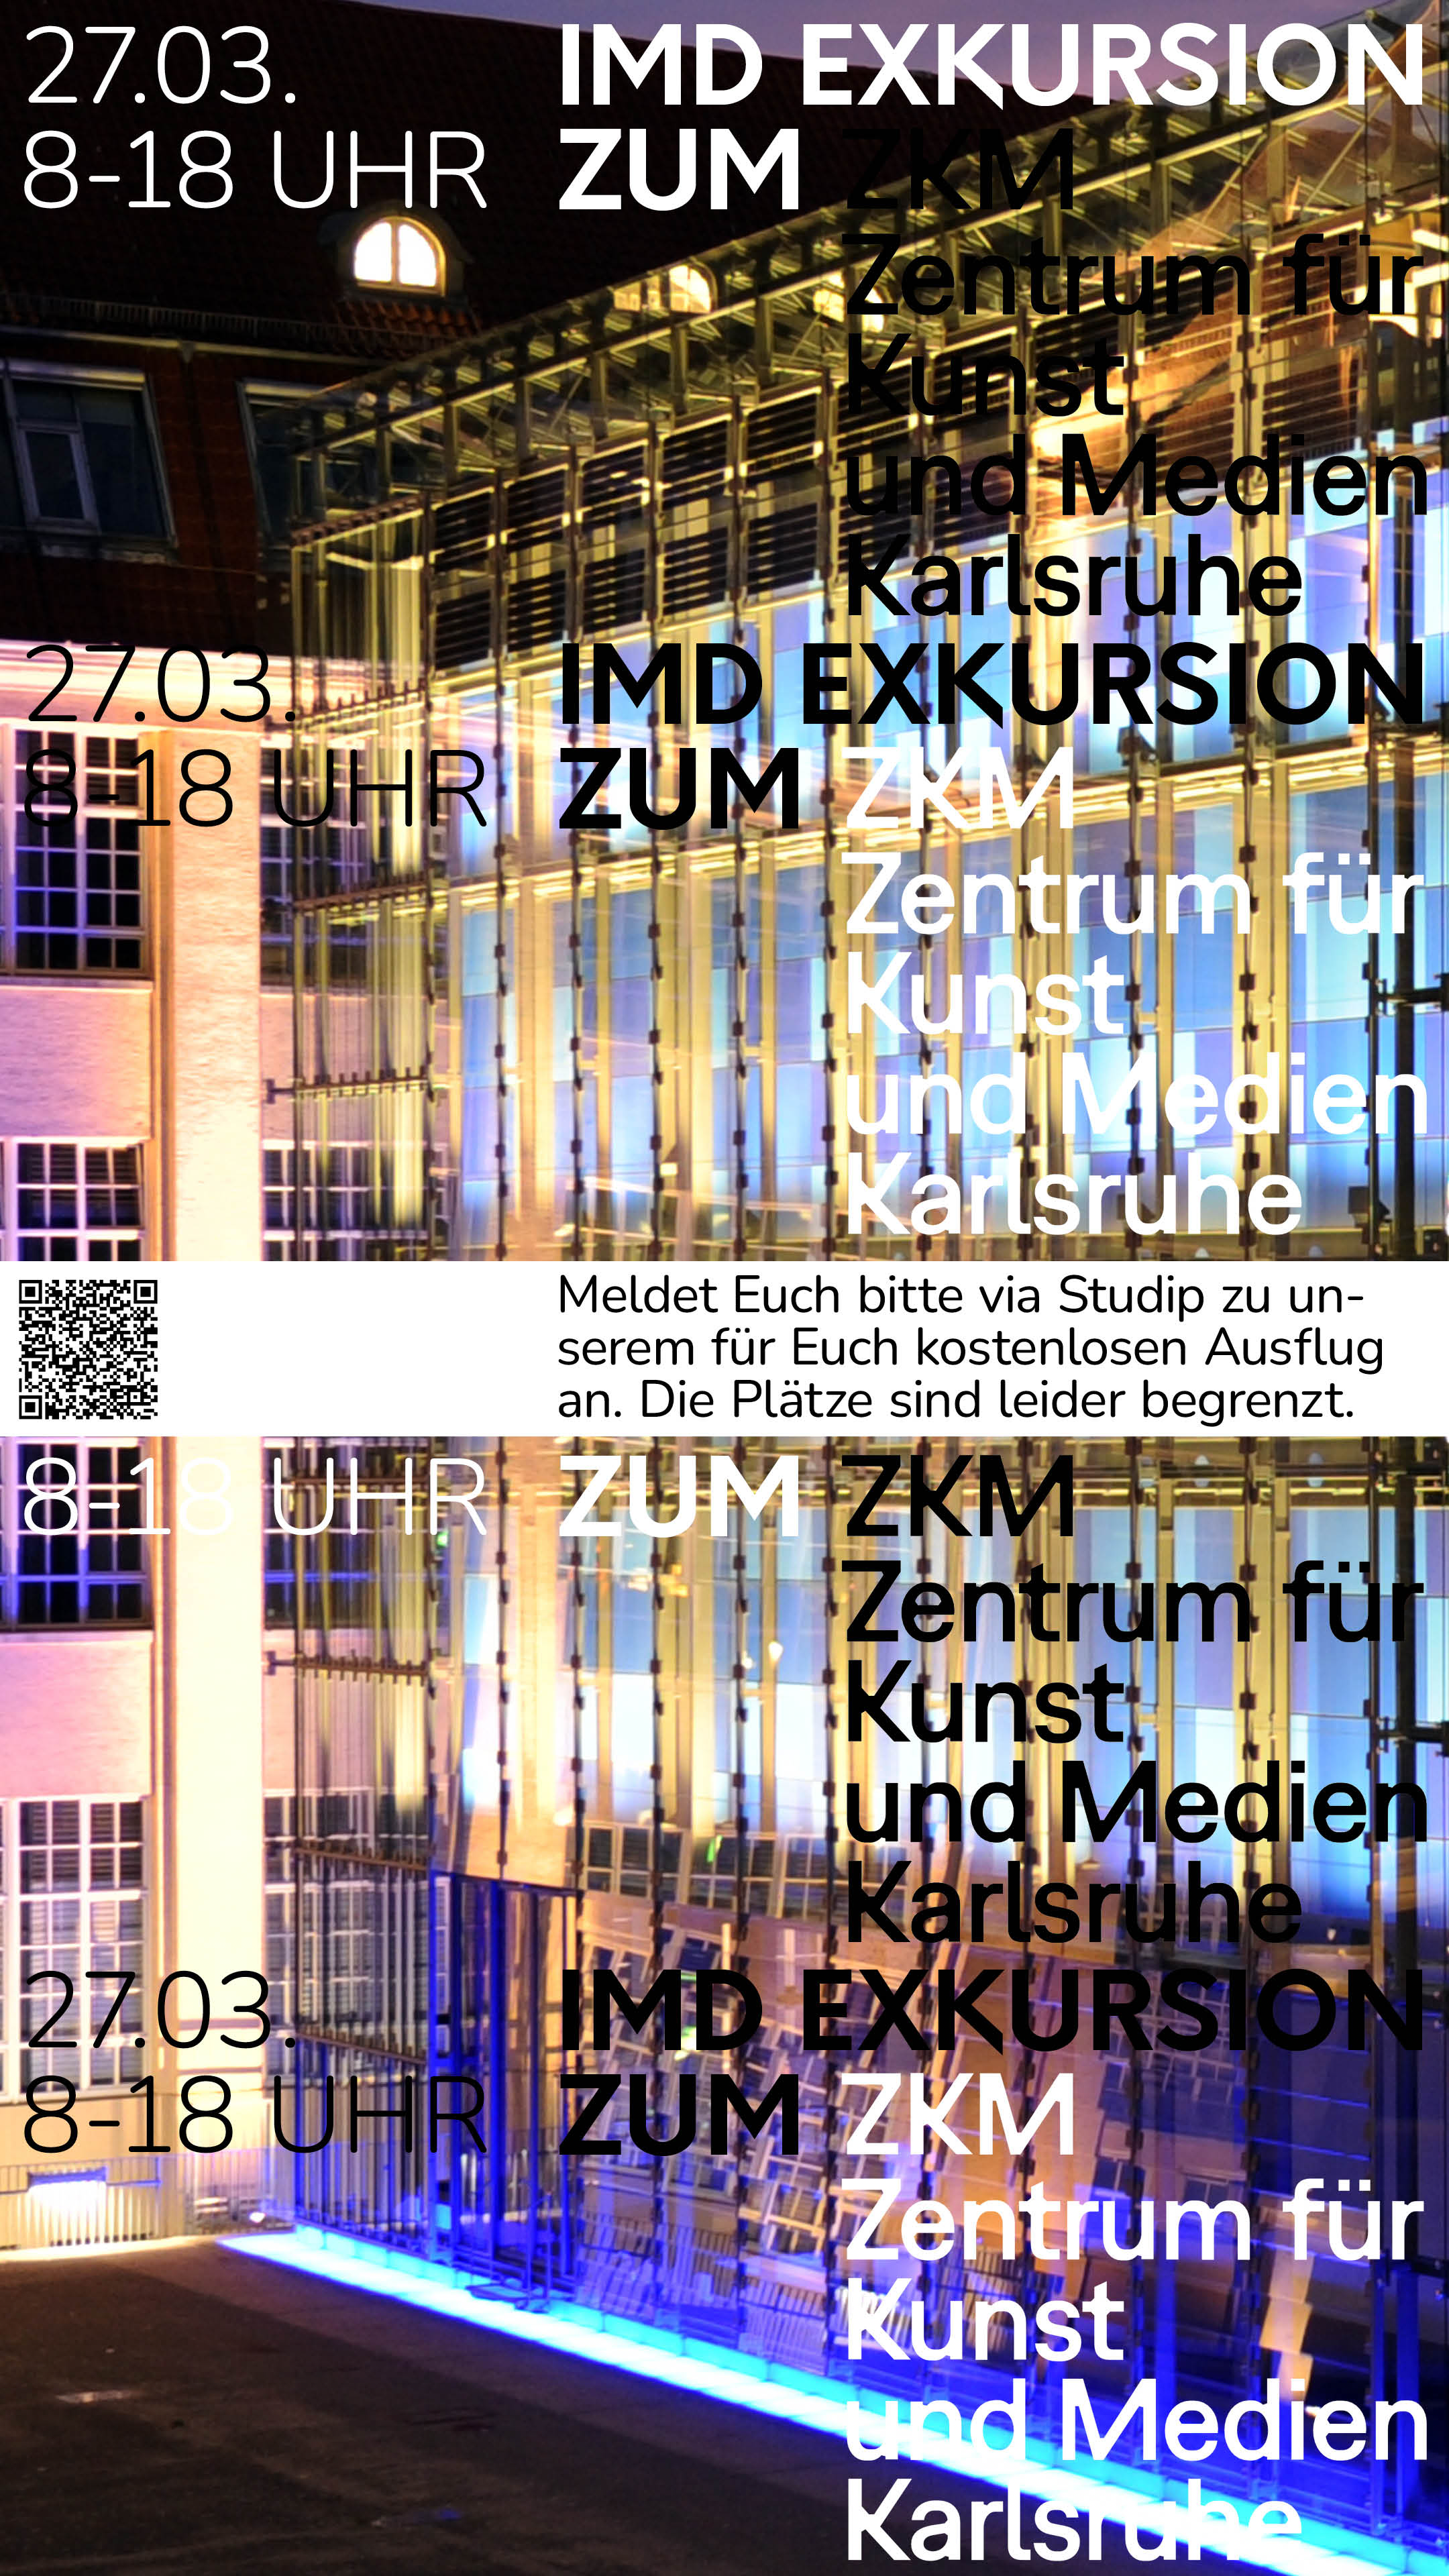 27.03. IMD EXKURSION
8-18 UHR ZUM ZKM
Zentrum für
Kunst
und Medien
Karlsruhe
27.03. IMD EXKURSION
8-18 UHR ZUM ZKM
Zentrum für
Kunst
und Medien
Karlsruhe
Meldet Euch bitte via Studip zu un-
serem für Euch kostenlosen Ausflug
an. Die Plätze sind leider begrenzt.
8-18 UHR ZUM ZKM
Zentrum für
Kunst
und Medien
Karlsruhe
27.03. IMD EXKURSION
8-18 UHR ZUM ZKM
Zentrum für
Kunst
und Medien
Karlsruhe